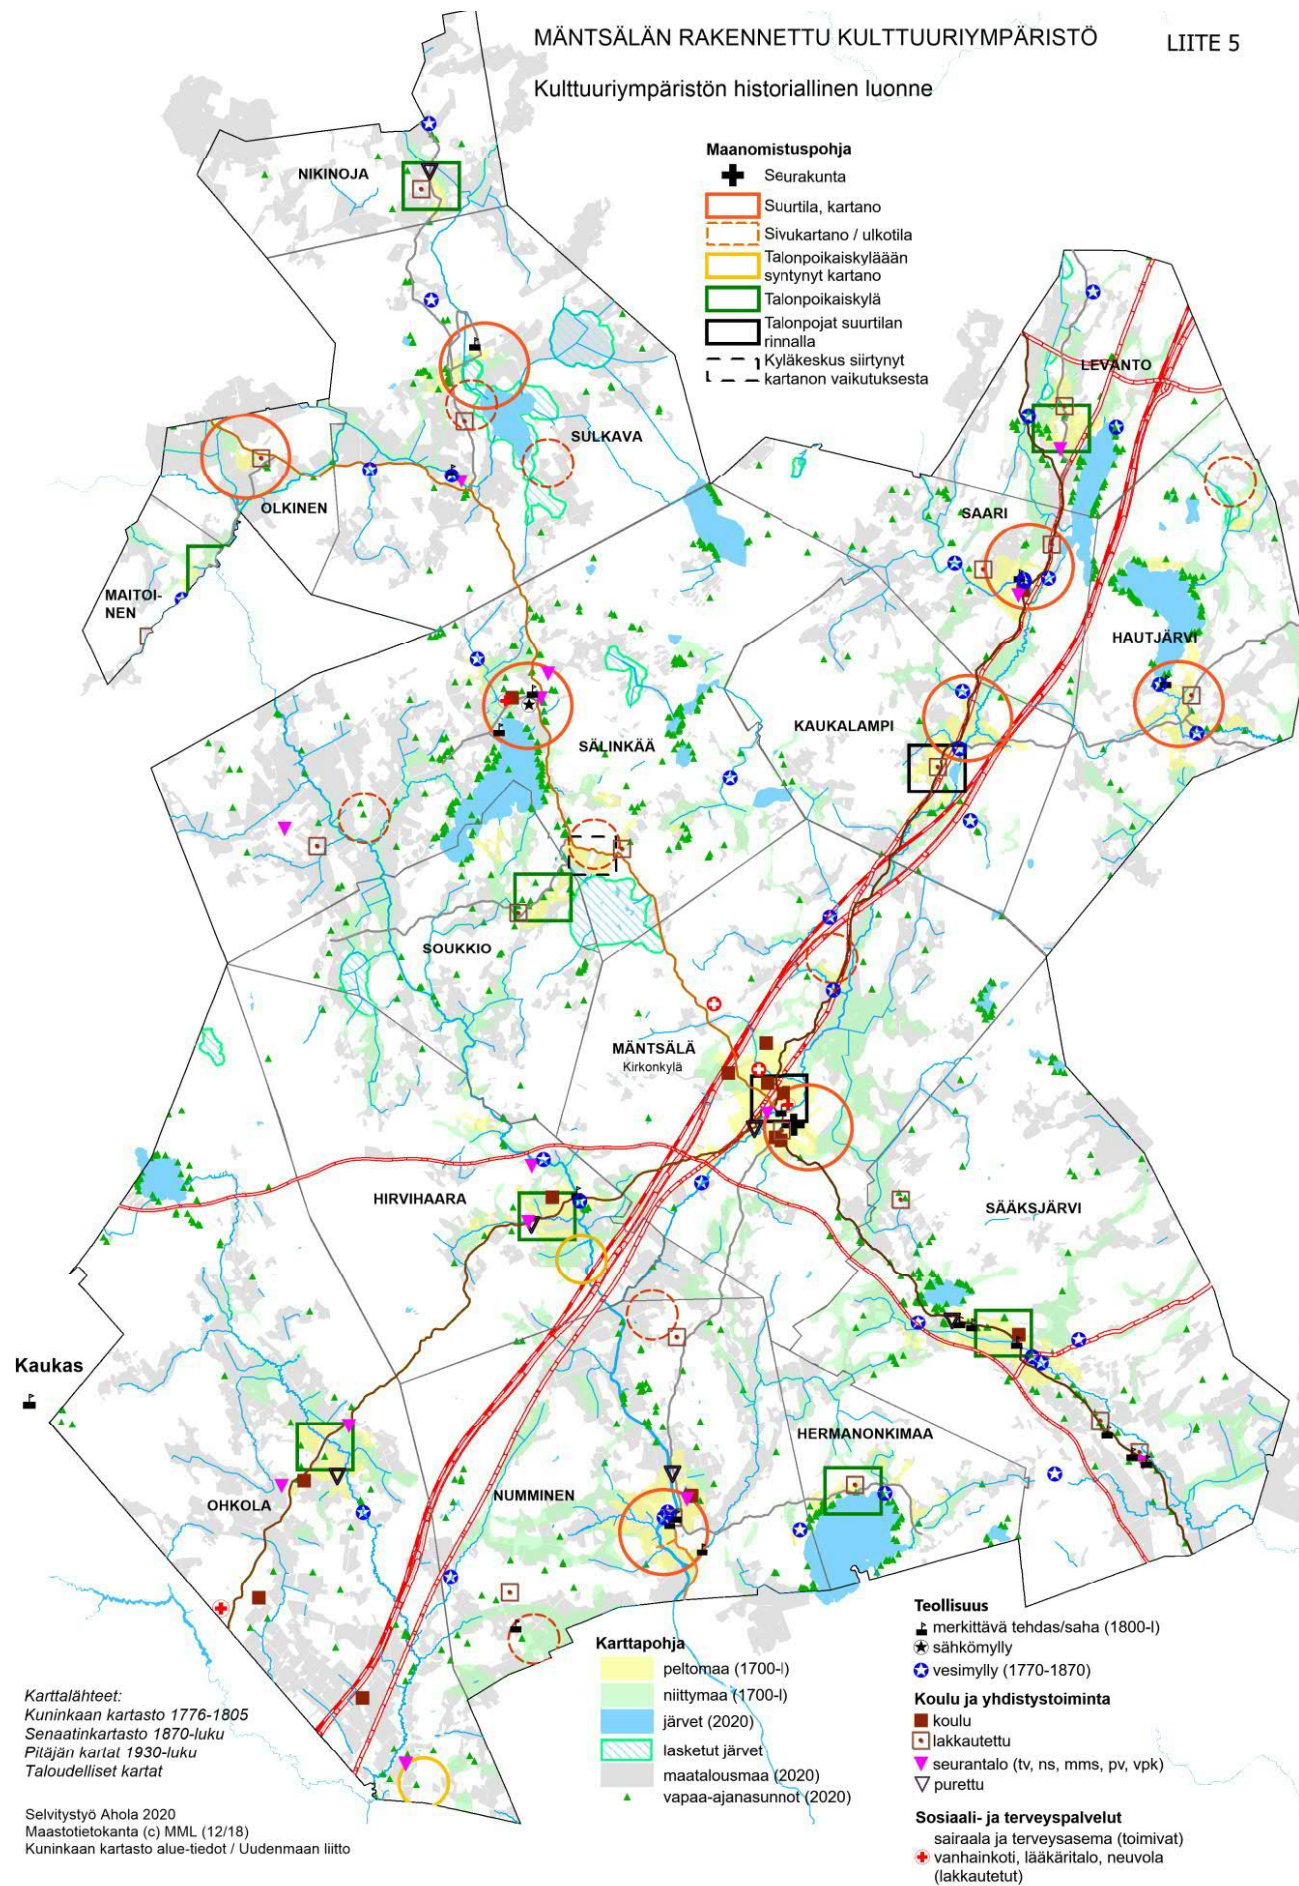 MÄNTSÄLÄN RAKENNETTU KULTTUURIYMPÄRISTÖ
LIITE 5
Kulttuuriympäristön historiallinen luonne
Maanomistuspohja
Seurakunta
Suurtila, kartano
Sivukartano / ulkotila
Talonpoikaiskylään
syntynyt kartano
Talonpoikaiskylä
Talonpojat suurtilan
rinnalla
Kyläkeskus siirtynyt
kartanon vaikutuksesta
NIKINOJA
LEVANTO
SULKAVA
OLKINEN
SAARI
MAITOI-
NEN
HAUTJÄRVI
KAUKALAMPI
SÄLINKÄÄ
SOUKKIO
MÄNTSÄLÄ
Kirkonkylä
HIRVIHAARA
SÄÄKSJÄRVI
Kaukas
HERMANONKIMAA
NUMMINEN
OHKOLA
Karttapohja
peltomaa (1700-l)
niittymaa (1700-l)
järvet (2020)
lasketut järvet
maatalousmaa (2020)
vapaa-ajanasunnot (2020)
Teollisuus
merkittävä tehdas/saha (1800-l)
sähkömylly
vesimylly (1770-1870)
Koulu ja yhdistystoiminta
koulu
lakkautettu
seurantalo (tv, ns, mms, pv, vpk)
purettu
Sosiaali- ja terveyspalvelut
sairaala ja terveysasema (toimivat)
vanhainkoti, lääkäritalo, neuvola
(lakkautetut)
Karttalähteet:
Kuninkaan kartasto 1776-1805
Senaatinkartasto 1870-luku
Pitäjän kartat 1930-luku
Taloudelliset kartat
Selvitystyö Ahola 2020
Maastotietokanta (c) MML (12/18)
Kuninkaan kartasto alue-tiedot / Uudenmaan liitto